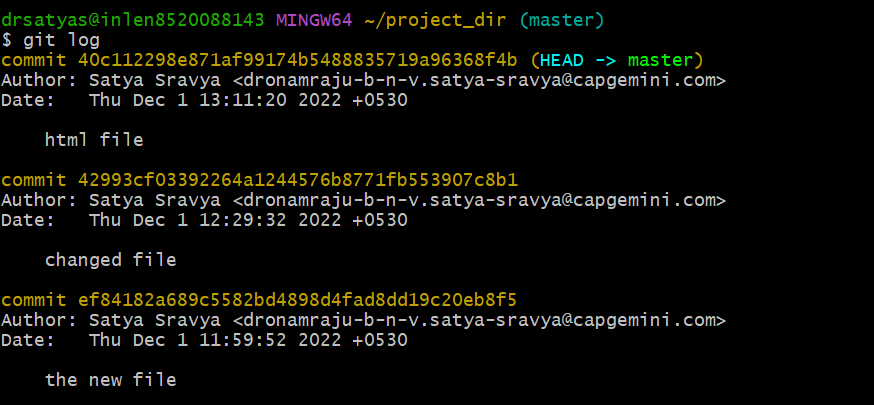 drsatyas@inlen8520088143 MINGW64 ~/project_dir (master)
$ git log
commit 40c112298e871af99174b5488835719a96368f4b (HEAD -> master)
Author: Satya Sravya <dronamraju-b-n-v.satya-sravya@capgemini.com>
Date:   Thu Dec 1 13:11:20 2022 +0530
    html file
commit 42993cf03392264a1244576b8771fb553907c8b1
Author: Satya Sravya <dronamraju-b-n-v.satya-sravya@capgemini.com>
Date:   Thu Dec 1 12:29:32 2022 +0530
    changed file
commit ef84182a689c5582bd4898d4fad8dd19c20eb8f5
Author: Satya Sravya <dronamraju-b-n-v.satya-sravya@capgemini.com>
Date:   Thu Dec 1 11:59:52 2022 +0530
    the new file